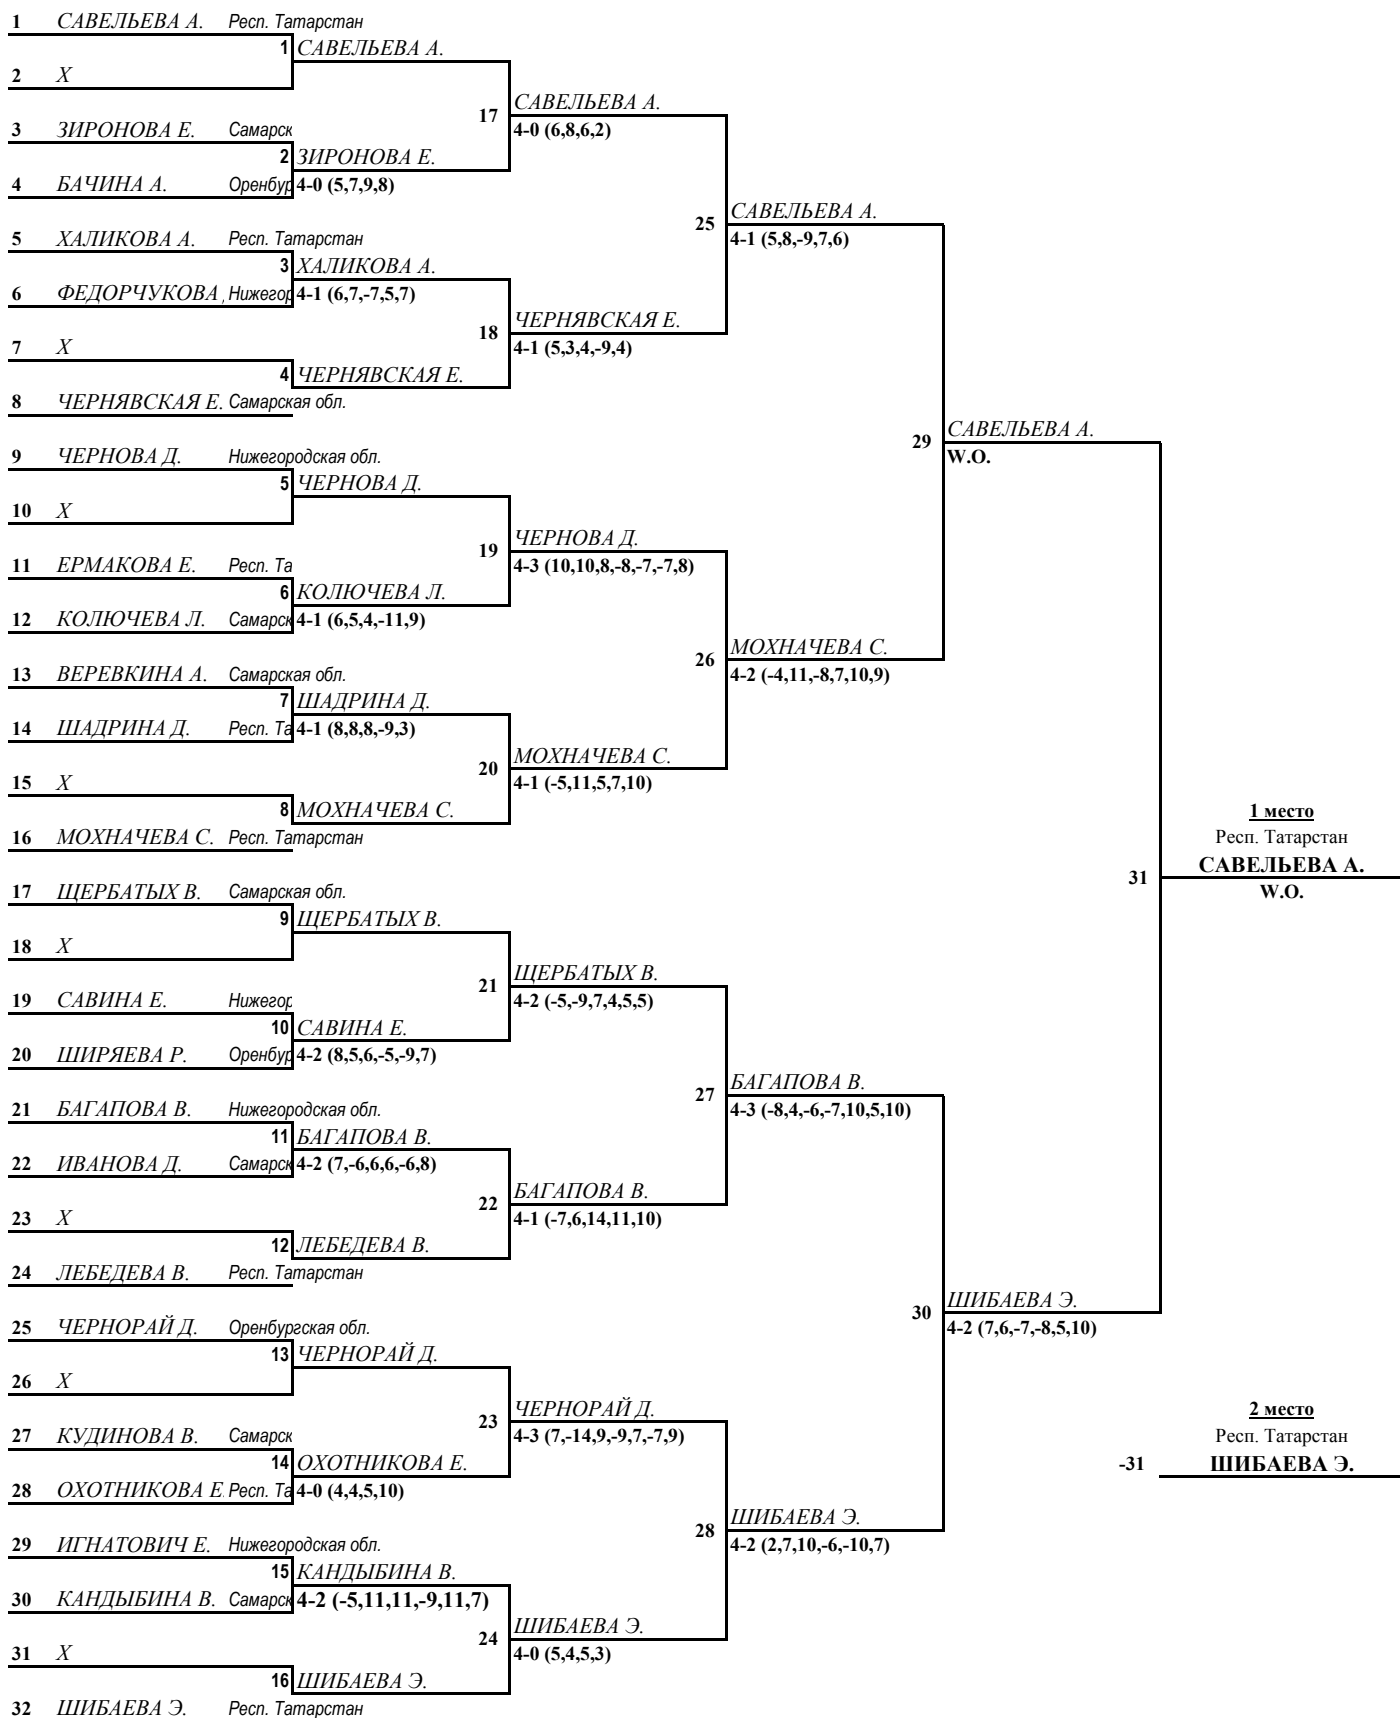 1 САВЕЛЬЕВА А. Респ. Татарстан
1 САВЕЛЬЕВА А.
2 Х
17 САВЕЛЬЕВА А.
4-0 (6,8,6,2)
3 ЗИРОНОВА Е. Самарск
2 ЗИРОНОВА Е.
4 БАЧИНА А. Оренбур 4-0 (5,7,9,8)
25 САВЕЛЬЕВА А.
4-1 (5,8,-9,7,6)
5 ХАЛИКОВА А. Респ. Татарстан
3 ХАЛИКОВА А.
6 ФЕДОРЧУКОВА Нижегор 4-1 (6,7,-7,5,7)
18 ЧЕРНЯВСКАЯ Е.
4-1 (5,3,4,-9,4)
7 Х
4 ЧЕРНЯВСКАЯ Е.
8 ЧЕРНЯВСКАЯ Е. Самарская обл.
29 САВЕЛЬЕВА А.
W.O.
9 ЧЕРНОВА Д. Нижегородская обл.
5 ЧЕРНОВА Д.
10 Х
19 ЧЕРНОВА Д.
4-3 (10,10,8,-8,-7,-7,8)
11 ЕРМАКОВА Е. Респ. Та
6 КОЛЮЧЕВА Л.
12 КОЛЮЧЕВА Л. Самарск 4-1 (6,5,4,-11,9)
26 МОХНАЧЕВА С.
4-2 (-4,11,-8,7,10,9)
13 ВЕРЕВКИНА А. Самарская обл.
7 ШАДРИНА Д.
14 ШАДРИНА Д. Респ. Та 4-1 (8,8,8,-9,3)
20 МОХНАЧЕВА С.
4-1 (-5,11,5,7,10)
15 Х
8 МОХНАЧЕВА С.
16 МОХНАЧЕВА С. Респ. Татарстан
1 место
Респ. Татарстан
31 САВЕЛЬЕВА А.
W.O.
17 ЩЕРБАТЫХ В. Самарская обл.
9 ЩЕРБАТЫХ В.
18 Х
21 ЩЕРБАТЫХ В.
4-2 (-5,-9,7,4,5,5)
19 САВИНА Е. Нижегор
10 САВИНА Е.
20 ШИРЯЕВА Р. Оренбур 4-2 (8,5,6,-5,-9,7)
27 БАГАПОВА В.
4-3 (-8,4,-6,-7,10,5,10)
21 БАГАПОВА В. Нижегородская обл.
11 БАГАПОВА В.
22 ИВАНОВА Д. Самарск 4-2 (7,-6,6,6,-6,8)
22 БАГАПОВА В.
4-1 (-7,6,14,11,10)
23 Х
12 ЛЕБЕДЕВА В.
24 ЛЕБЕДЕВА В. Респ. Татарстан
30 ШИБАЕВА Э.
4-2 (7,6,-7,-8,5,10)
25 ЧЕРНОРАЙ Д. Оренбургская обл.
13 ЧЕРНОРАЙ Д.
26 Х
23 ЧЕРНОРАЙ Д.
4-3 (7,-14,9,-9,7,-7,9)
2 место
Респ. Татарстан
-31 ШИБАЕВА Э.
27 КУДИНОВА В. Самарск
14 ОХОТНИКОВА Е.
28 ОХОТНИКОВА Е Респ. Та 4-0 (4,4,5,10)
28 ШИБАЕВА Э.
4-2 (2,7,10,-6,-10,7)
29 ИГНАТОВИЧ Е. Нижегородская обл.
15 КАНДЫБИНА В.
30 КАНДЫБИНА В. Самарск 4-2 (-5,11,11,-9,11,7)
24 ШИБАЕВА Э.
4-0 (5,4,5,3)
31 Х
16 ШИБАЕВА Э.
32 ШИБАЕВА Э. Респ. Татарстан